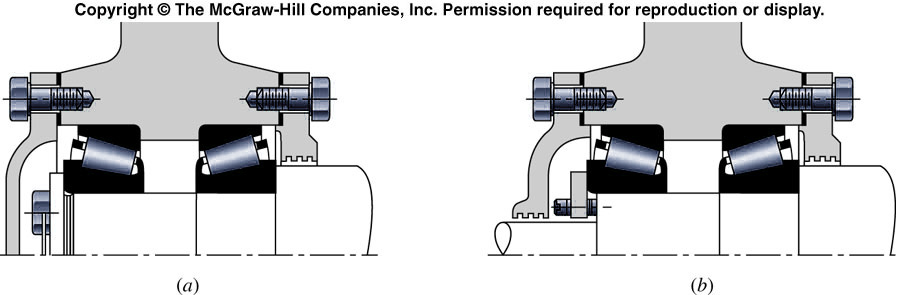 Copyright © The McGraw-Hill Companies, Inc. Permission required for reproduction or display.
(a) (b)